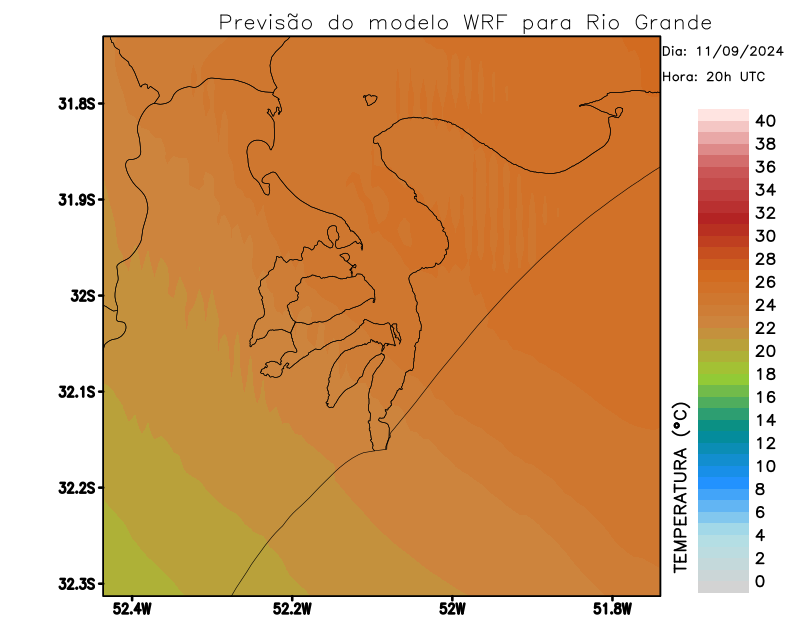 Previsão do modelo WRF para Rio Grande
Dia: 11/09/2024
Hora: 20h UTC
31.8S
31.9S
32S
32.1S
32.2S
32.3S
52.4W
52.2W
52W
51.8W
TEMPERATURA (°C)
40
38
36
34
32
30
28
26
24
22
20
18
16
14
12
10
8
6
4
2
0